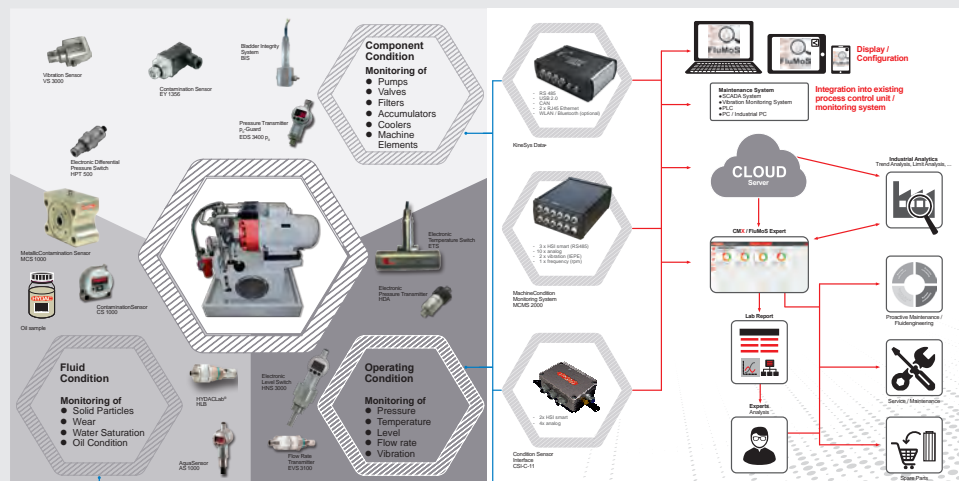 Vibration Sensor
VS 3000
Contamination Sensor
EY 1356
Bladder Integrity
System
BIS
Pressure Transmitter
p₀-Guard
EDS 3400 p₀
Electronic Differential
Pressure Switch
HPT 500
MetallicContamination Sensor
MCS 1000
HYDAC
Oil sample
ContaminationSensor
CS 1000
Component
Condition
Monitoring of
● Pumps
● Valves
● Filters
● Accumulators
● Coolers
● Machine
Elements
Electronic
Temperature Switch
ETS
Electronic
Pressure Transmitter
HDA
Fluid
Condition
Monitoring of
● Solid Particles
● Wear
● Water Saturation
● Oil Condition
HYDACLab®
HLB
AquaSensor
AS 1000
Electronic
Level Switch
HNS 3000
Flow Rate
Transmitter
EVS 3100
Operating
Condition
Monitoring of
● Pressure
● Temperature
● Level
● Flow rate
● Vibration
- RS 485
- USB 2.0
- CAN
- 2 x RJ45 Ethernet
- WLAN / Bluetooth (optional)
KineSys Data+
- 3 x HSI smart (RS485)
- 10 x analog
- 2 x vibration (IEPE)
- 1 x frequency (rpm)
MachineCondition
Monitoring System
MCMS 2000
- 2x HSI smart
- 4x analog
Condition Sensor
Interface
CSI-C-11
FluMoS
FluMoS
Display /
Configuration
Maintenance System
●SCADA System
●Vibration Monitoring System
●PLC
●PC / Industrial PC
Integration into existing
process control unit /
monitoring system
CLOUD
Server
Industrial Analytics
Trend Analysis, Limit Analysis, ...
CMX / FluMoS Expert
Lab Report
Experts
Analysis
Proactive Maintenance /
Fluidengineering
Service / Maintenance
Spare Parts